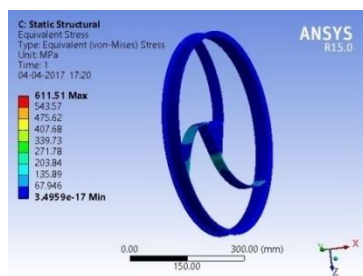 C: Static Structural
Equivalent Stress
Type: Equivalent (von-Mises) Stress
Unit: MPa
Time: 1
04-04-2017 17:20
611.51 Max
543.57
475.62
407.68
339.73
271.78
203.84
135.89
67.946
3.4959e-17 Min
ANSYS
R15.0
0.00
300.00 (mm)
150.00
Y
X
Z